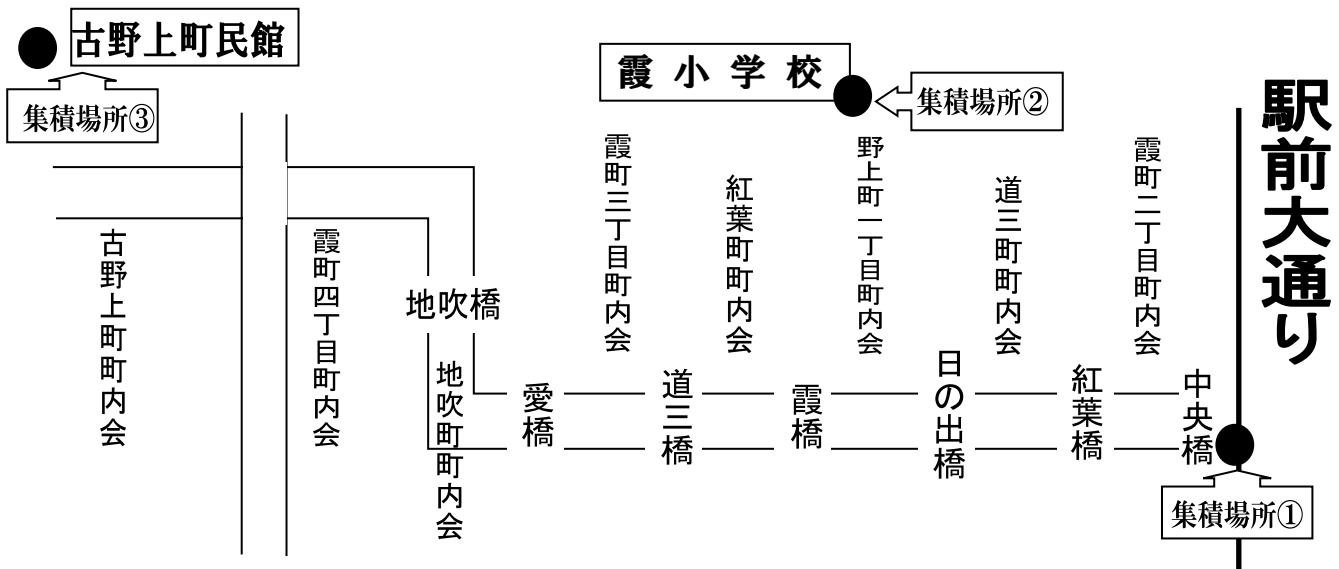 古野上町民館
集積場所③
霞小学校
集積場所②
駅前大通り
霞町二丁目町内会
道三町町内会
野上町一丁目町内会
紅葉町町内会
霞町三丁目町内会
霞町四丁目町内会
古野上町町内会
地吹橋
地吹町町内会
愛橋
道三橋
霞橋
日の出橋
紅葉橋
中央橋
集積場所①